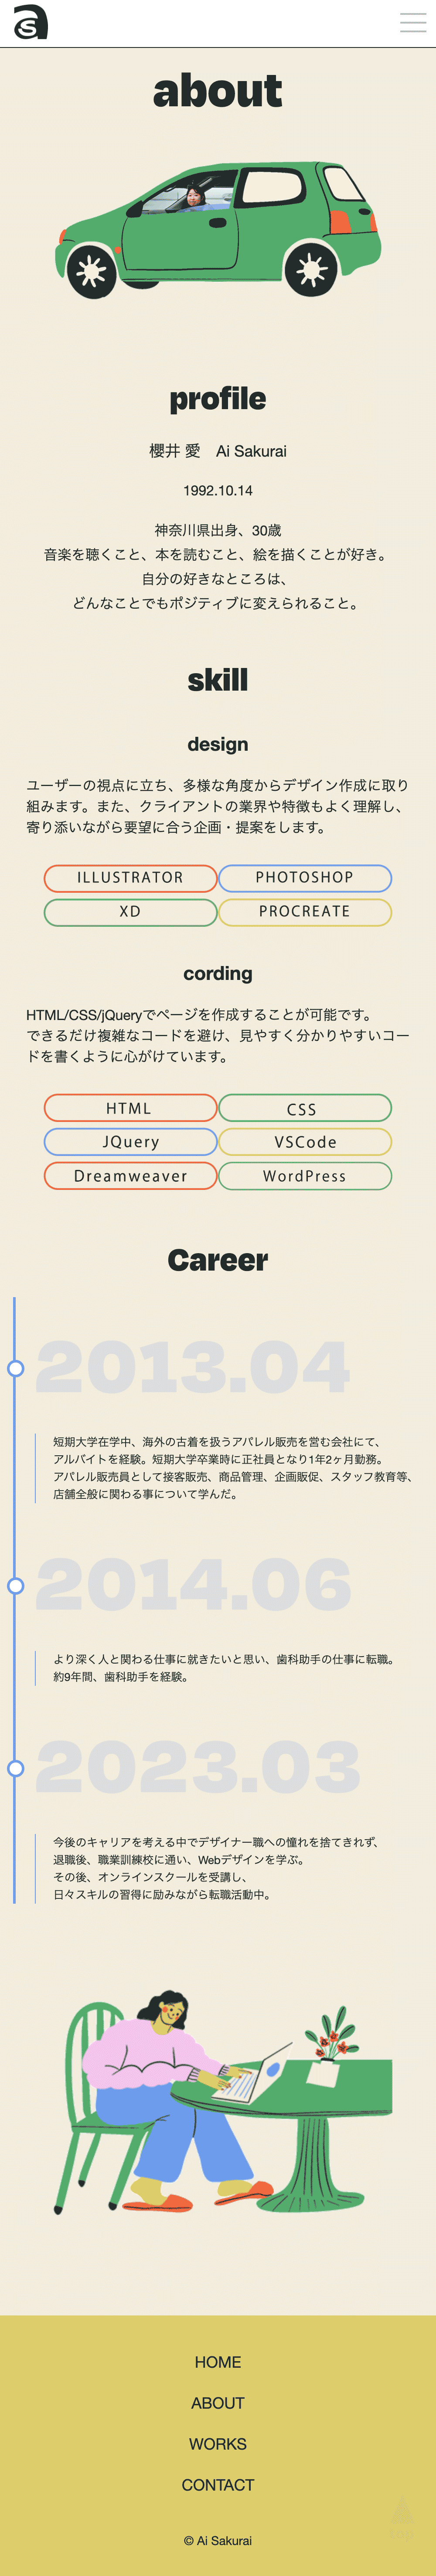 as
about
profile
櫻井 愛　Ai Sakurai
1992.10.14
神奈川県出身、30歳
音楽を聴くこと、本を読むこと、絵を描くことが好き。
自分の好きなところは、
どんなことでもポジティブに変えられること。
skill
design
ユーザーの視点に立ち、多様な角度からデザイン作成に取り
組みます。また、クライアントの業界や特徴もよく理解し、
寄り添いながら要望に合う企画・提案をします。
ILLUSTRATOR
PHOTOSHOP
XD
PROCREATE
cording
HTML/CSS/jQueryでページを作成することが可能です。
できるだけ複雑なコードを避け、見やすく分かりやすいコー
ドを書くように心がけています。
HTML
CSS
JQuery
VSCode
Dreamweaver
WordPress
Career
2013.04
短期大学在学中、海外の古着を扱うアパレル販売を営む会社にて、
アルバイトを経験。短期大学卒業時に正社員となり1年2ヶ月勤務。
アパレル販売員として接客販売、商品管理、企画販促、スタッフ教育等、
店舗全般に関わる事について学んだ。
2014.06
より深く人と関わる仕事に就きたいと思い、歯科助手の仕事に転職。
約9年間、歯科助手を経験。
2023.03
今後のキャリアを考える中でデザイナー職への憧れを捨てきれず、
退職後、職業訓練校に通い、Webデザインを学ぶ。
その後、オンラインスクールを受講し、
日々スキルの習得に励みながら転職活動中。
HOME
ABOUT
WORKS
CONTACT
© Ai Sakurai